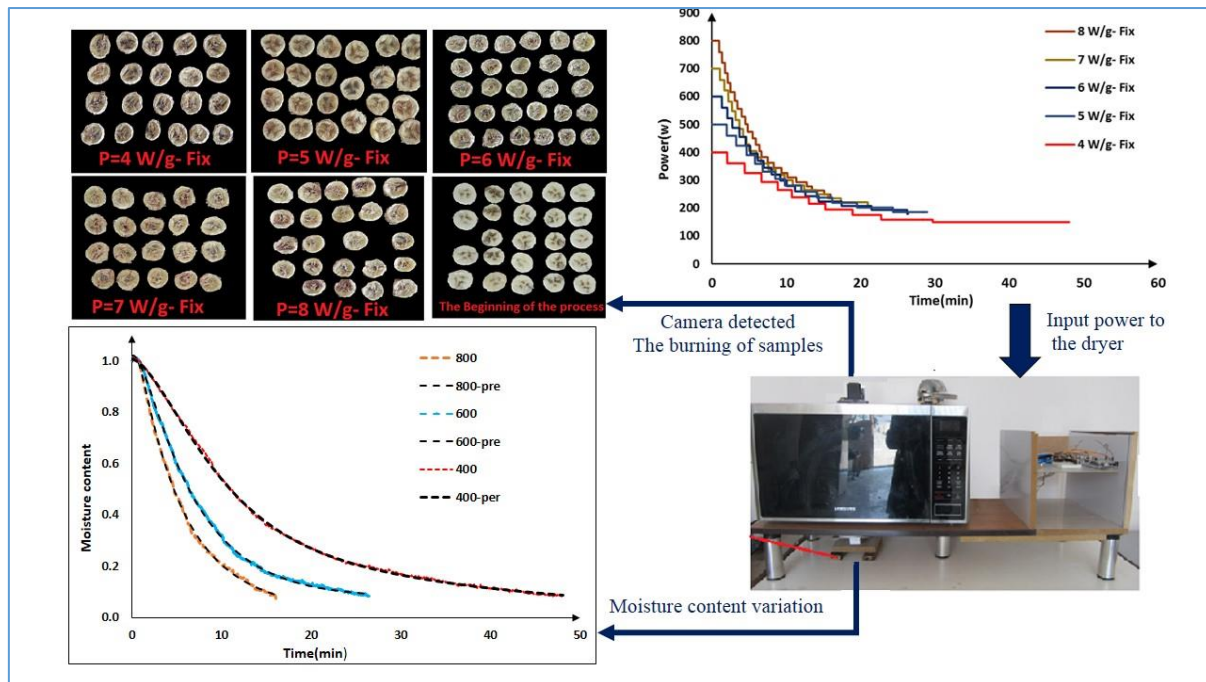 P=4 W/g- Fix
P=5 W/g- Fix
P=6 W/g- Fix
P=7 W/g- Fix
P=8 W/g- Fix
The Beginning of the process
900
800
700
600
500
400
300
200
100
0
Power(w)
0
10
20
30
40
50
60
Time(min)
8 W/g- Fix
7 W/g- Fix
6 W/g- Fix
5 W/g- Fix
4 W/g- Fix
Camera detected
The burning of samples
Input power to
the dryer
1.0
0.8
0.6
0.4
0.2
0.0
Moisture content
0
10
20
30
40
50
Time(min)
800
800-pre
600
600-pre
400
400-per
SAMSUNG
Moisture content variation